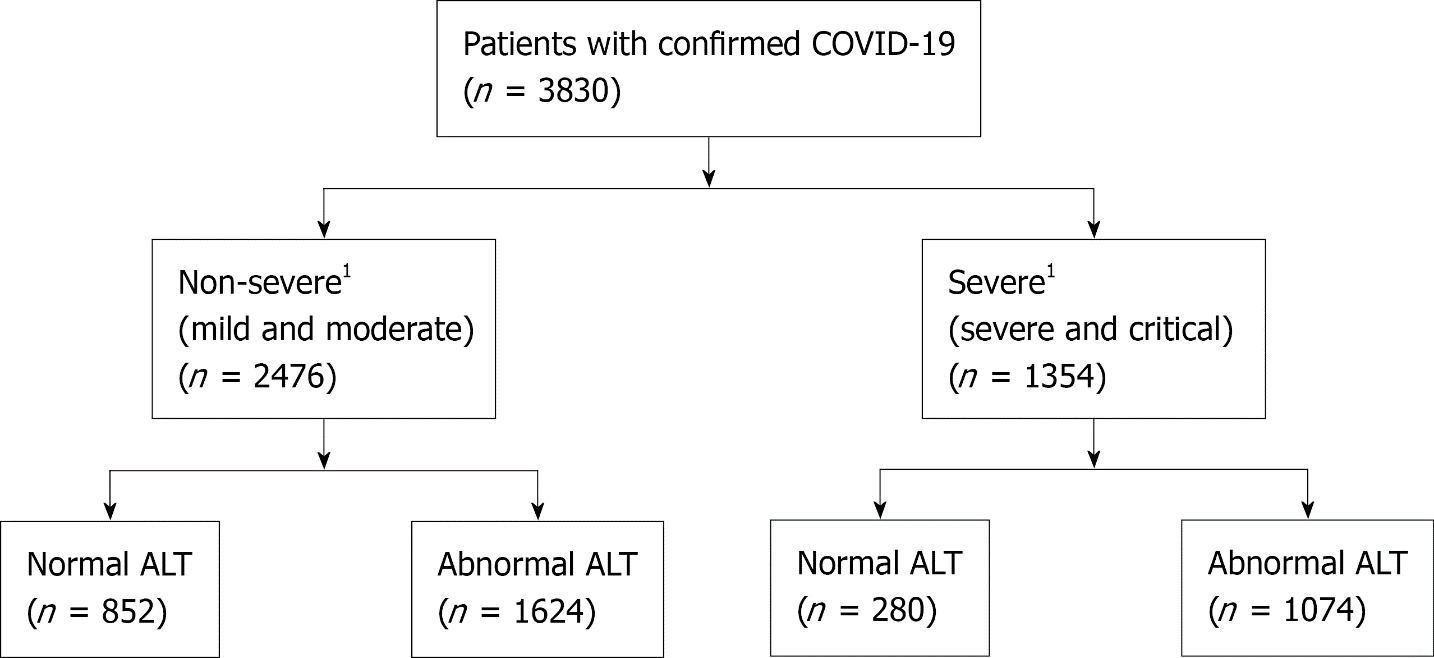 Patients with confirmed COVID-19
(n = 3830)
Non-severe¹
(mild and moderate)
(n = 2476)
Severe¹
(severe and critical)
(n = 1354)
Normal ALT
(n = 852)
Abnormal ALT
(n = 1624)
Normal ALT
(n = 280)
Abnormal ALT
(n = 1074)